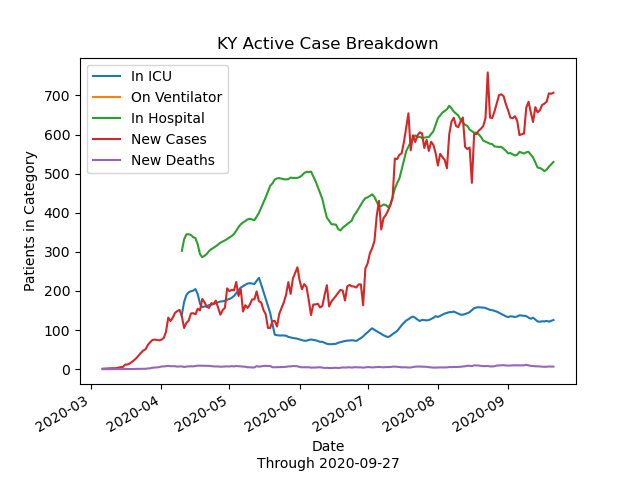 KY Active Case Breakdown
In ICU
On Ventilator
In Hospital
New Cases
New Deaths
Patients in Category
700
600
500
400
300
200
100
0
2020-03
2020-04
2020-05
2020-06
2020-07
2020-08
2020-09
Date
Through 2020-09-27